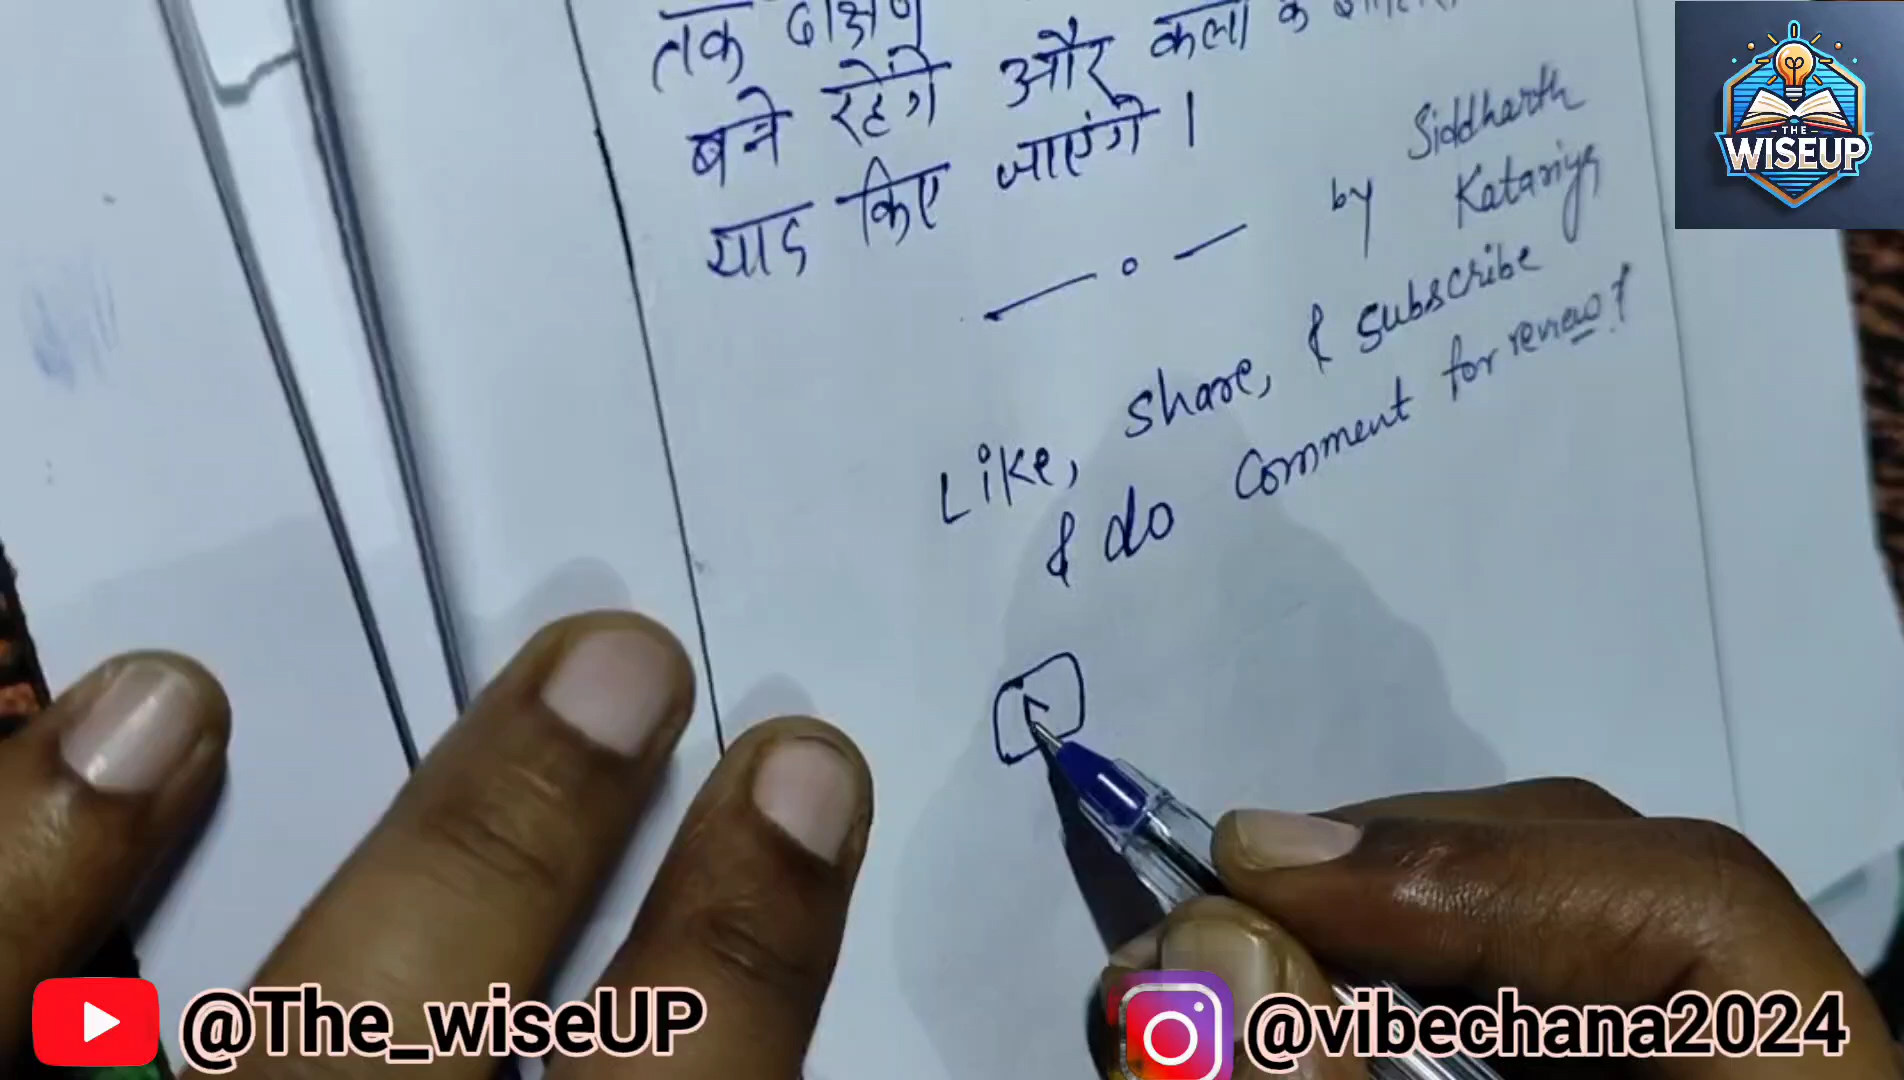 तक दक्षिण
बने रहेंगे और कला के
याद किए जाएंगे ।
by Siddharth
Katariya
Like, share, & subscribe
& do comment for review!
THE
WISEUP
@The_wiseUP
@vibechana2024